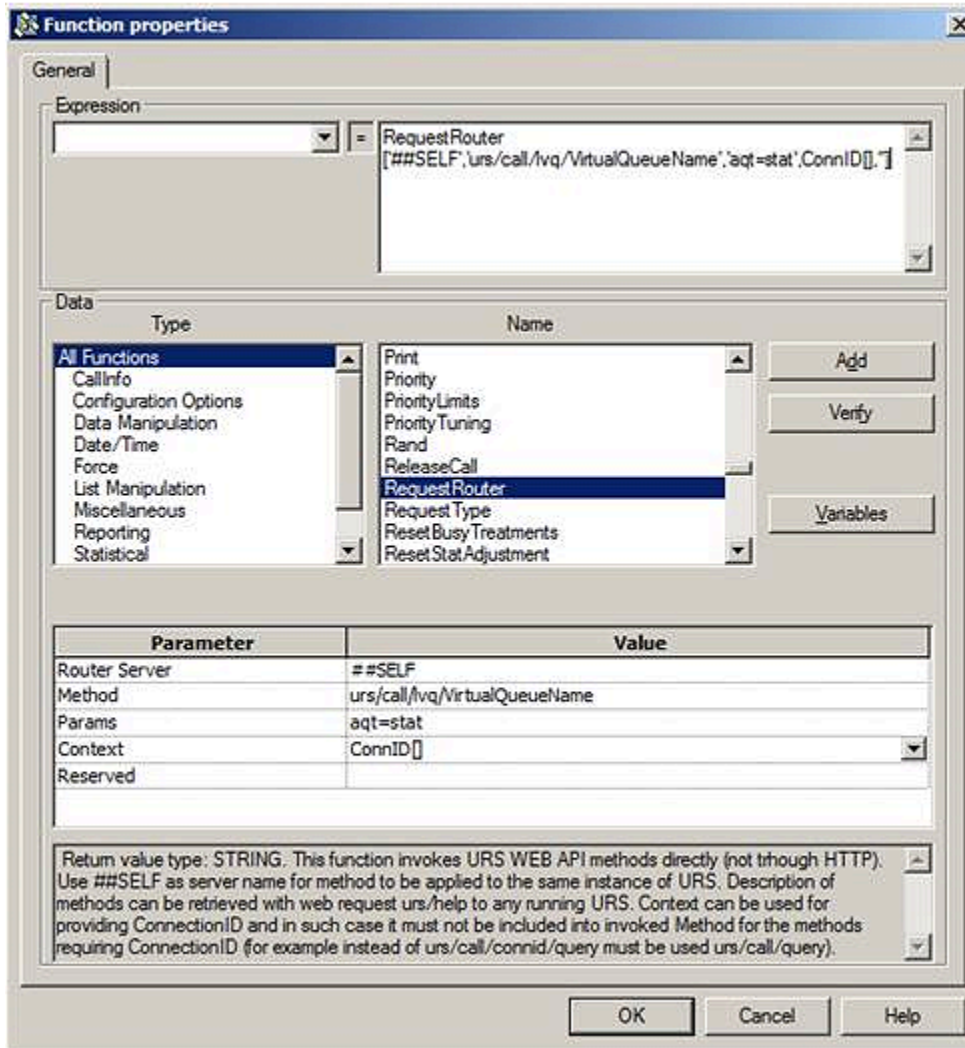 Function properties
General
Expression
=
RequestRouter
['##SELF','urs/call/lvq/VirtualQueueName','aqt=stat',ConnID[],'']
Data
Type
Name
All Functions
CallInfo
Configuration Options
Data Manipulation
Date/Time
Force
List Manipulation
Miscellaneous
Reporting
Statistical
Print
Priority
PriorityLimits
PriorityTuning
Rand
ReleaseCall
RequestRouter
RequestType
ResetBusyTreatments
ResetStatAdjustment
Add
Verify
Variables
Parameter Value
Router Server ##SELF
Method urs/call/lvq/VirtualQueueName
Params aqt=stat
Context ConnID[]
Reserved
Return value type: STRING. This function invokes URS WEB API methods directly (not trhough HTTP).
Use ##SELF as server name for method to be applied to the same instance of URS. Description of
methods can be retrieved with web request urs/help to any running URS. Context can be used for
providing ConnectionID and in such case it must not be included into invoked Method for the methods
requiring ConnectionID (for example instead of urs/call/connid/query must be used urs/call/query).
OK
Cancel
Help